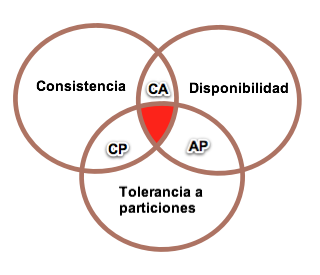 Consistencia
CA
Disponibilidad
CP
AP
Tolerancia a
particiones